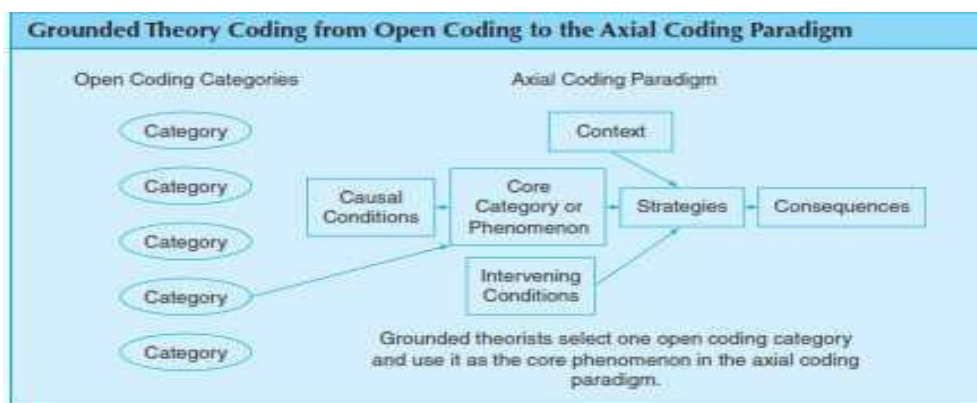 Grounded Theory Coding from Open Coding to the Axial Coding Paradigm
Open Coding Categories
Axial Coding Paradigm
Category
Category
Category
Category
Category
Context
Causal
Conditions
Core
Category or
Phenomenon
Strategies
Consequences
Intervening
Conditions
Grounded theorists select one open coding category
and use it as the core phenomenon in the axial coding
paradigm.